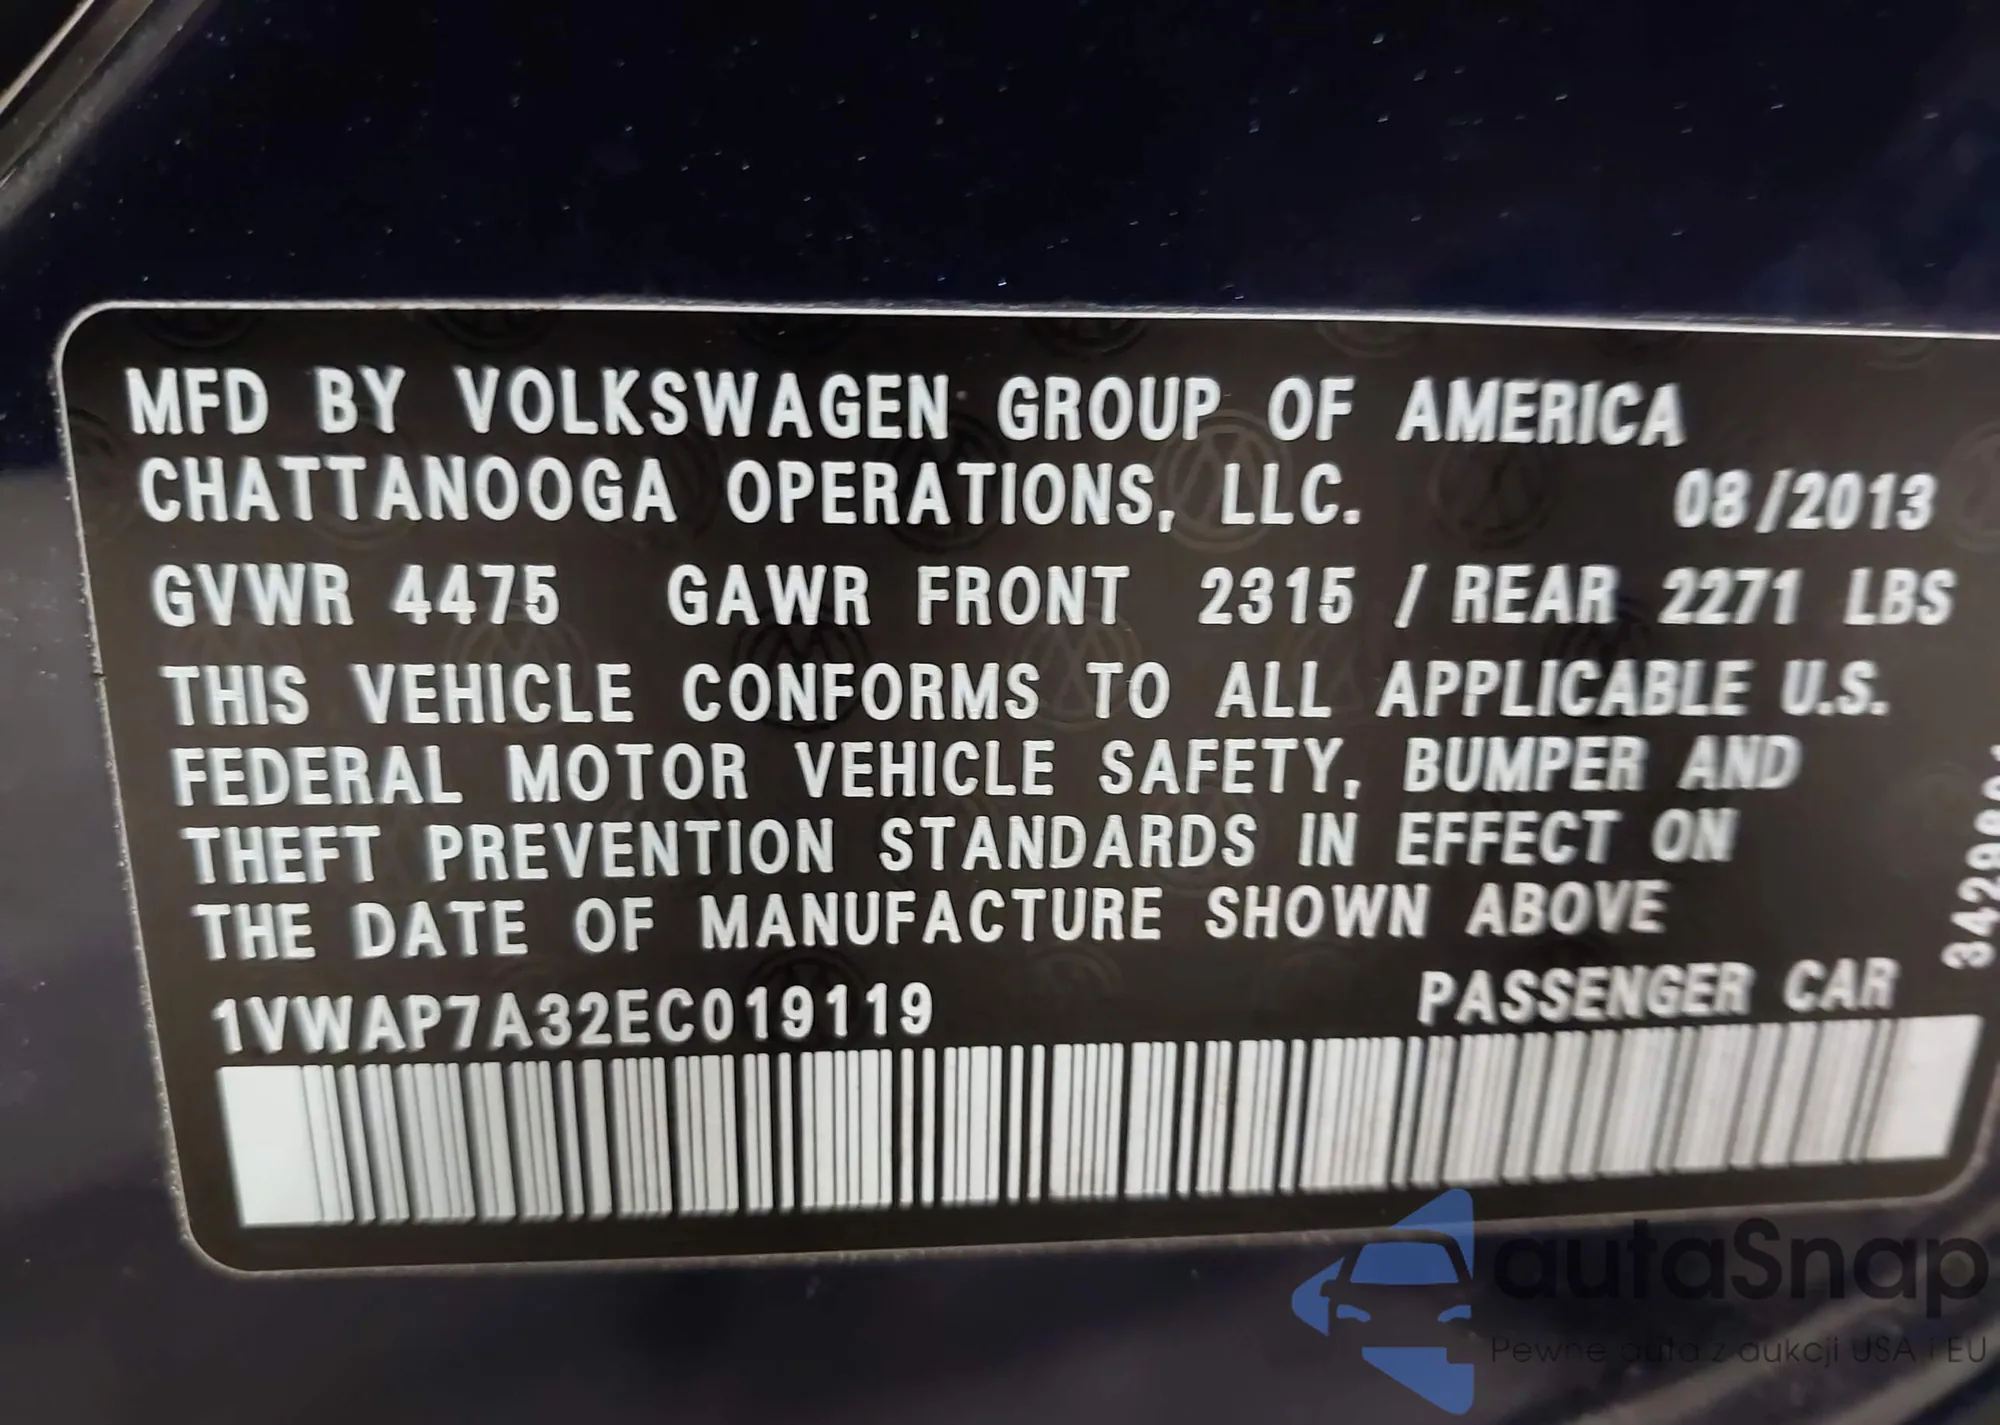 MFD BY VOLKSWAGEN GROUP OF AMERICA
CHATTANOOGA OPERATIONS, LLC. 08/2013
GVWR 4475 GAWR FRONT 2315 / REAR 2271 LBS
THIS VEHICLE CONFORMS TO ALL APPLICABLE U.S.
FEDERAL MOTOR VEHICLE SAFETY, BUMPER AND
THEFT PREVENTION STANDARDS IN EFFECT ON
THE DATE OF MANUFACTURE SHOWN ABOVE
1VWAP7A32EC019119 PASSENGER CAR
autaSnap
Pewne auta z aukcji USA i EU